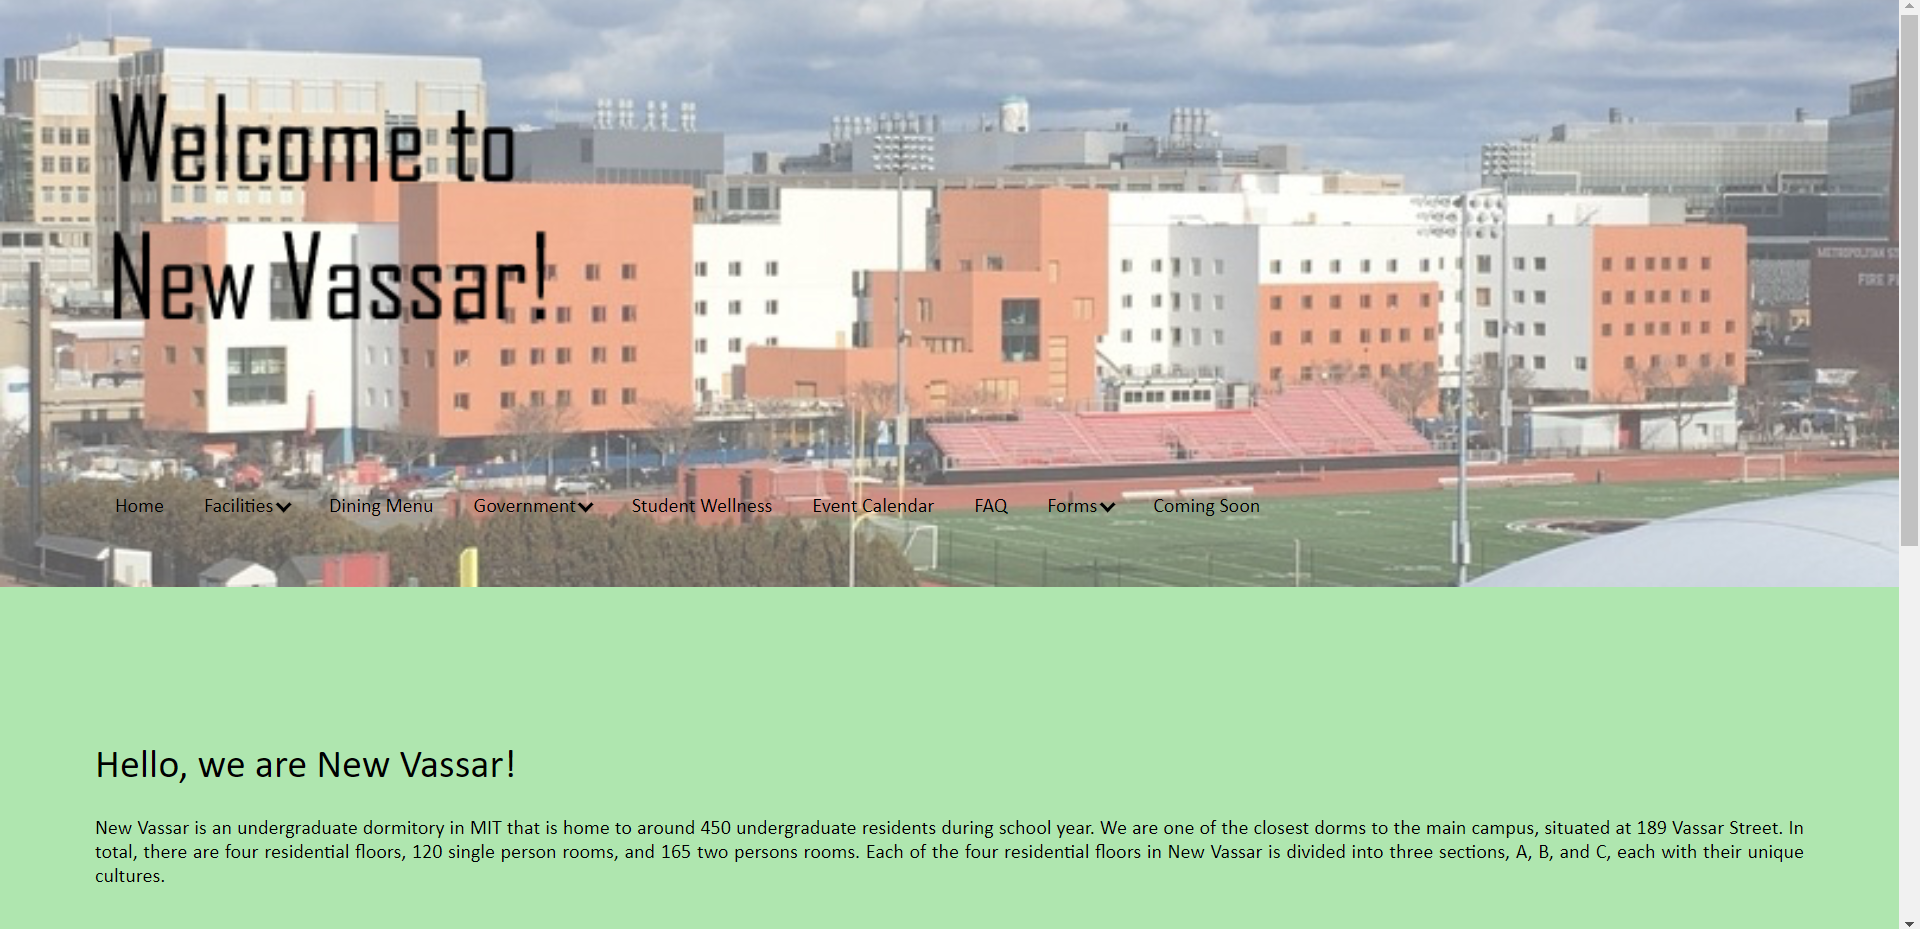 Welcome to
New Vassar!
METROPOLITAN
FIRE
Home Facilities Dining Menu Government Student Wellness Event Calendar FAQ Forms Coming Soon
Hello, we are New Vassar!
New Vassar is an undergraduate dormitory in MIT that is home to around 450 undergraduate residents during school year. We are one of the closest dorms to the main campus, situated at 189 Vassar Street. In
total, there are four residential floors, 120 single person rooms, and 165 two persons rooms. Each of the four residential floors in New Vassar is divided into three sections, A, B, and C, each with their unique
cultures.